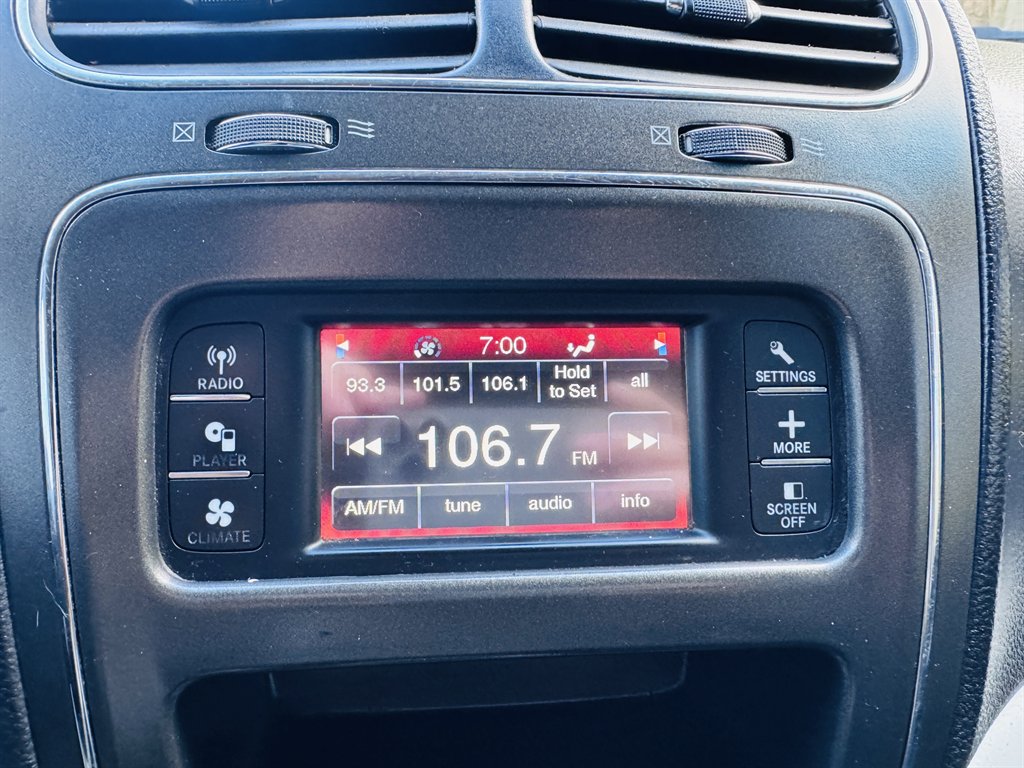 7:00
93.3 101.5 106.1 Hold to Set all
106.7 FM
AM/FM tune audio info
RADIO
PLAYER
CLIMATE
SETTINGS
MORE
SCREEN
OFF